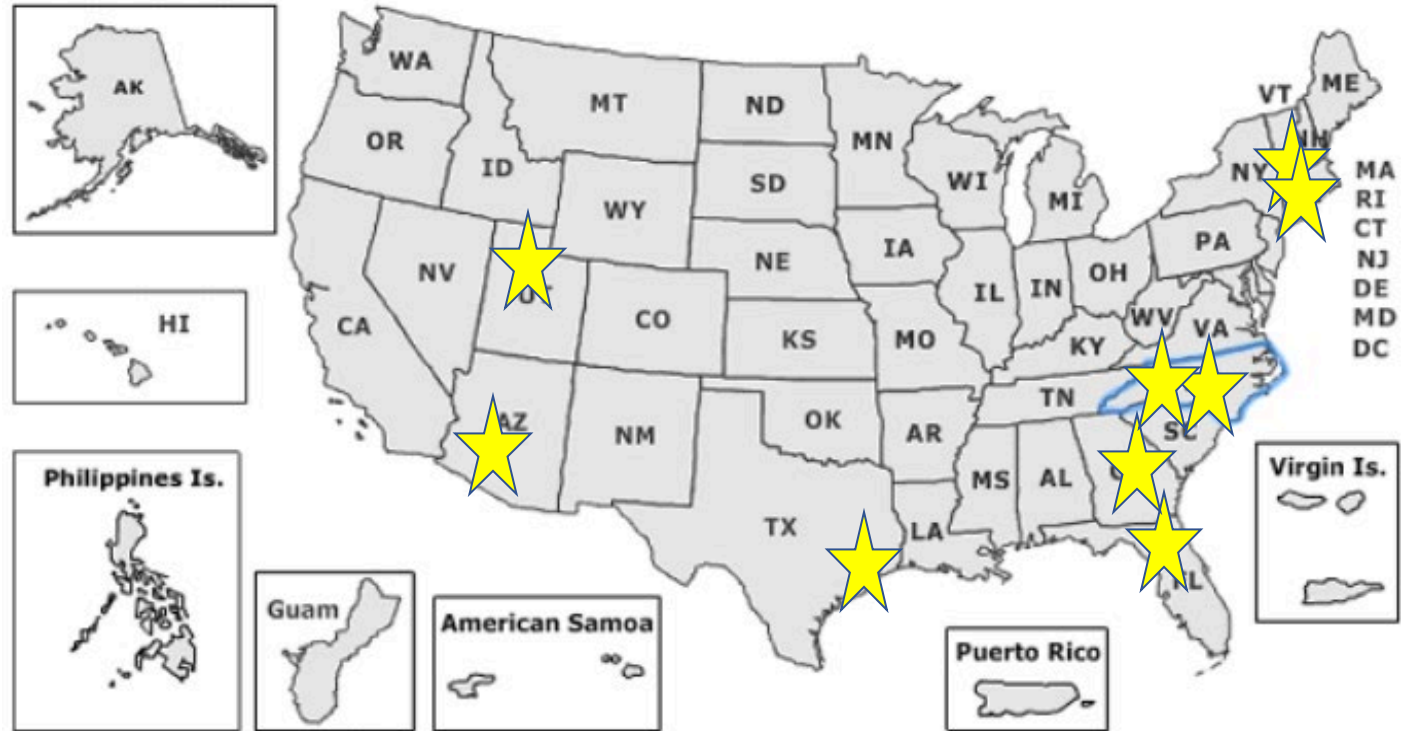 AK
HI
Philippines Is.
Guam
American Samoa
Puerto Rico
Virgin Is.
WA
OR
CA
NV
ID
MT
WY
AZ
CO
NM
ND
SD
NE
KS
OK
TX
MN
IA
MO
AR
LA
WI
IL
MI
IN
OH
KY
TN
MS
AL
WV
VA
SC
FL
PA
NY
VT
NH
ME
MA
RI
CT
NJ
DE
MD
DC